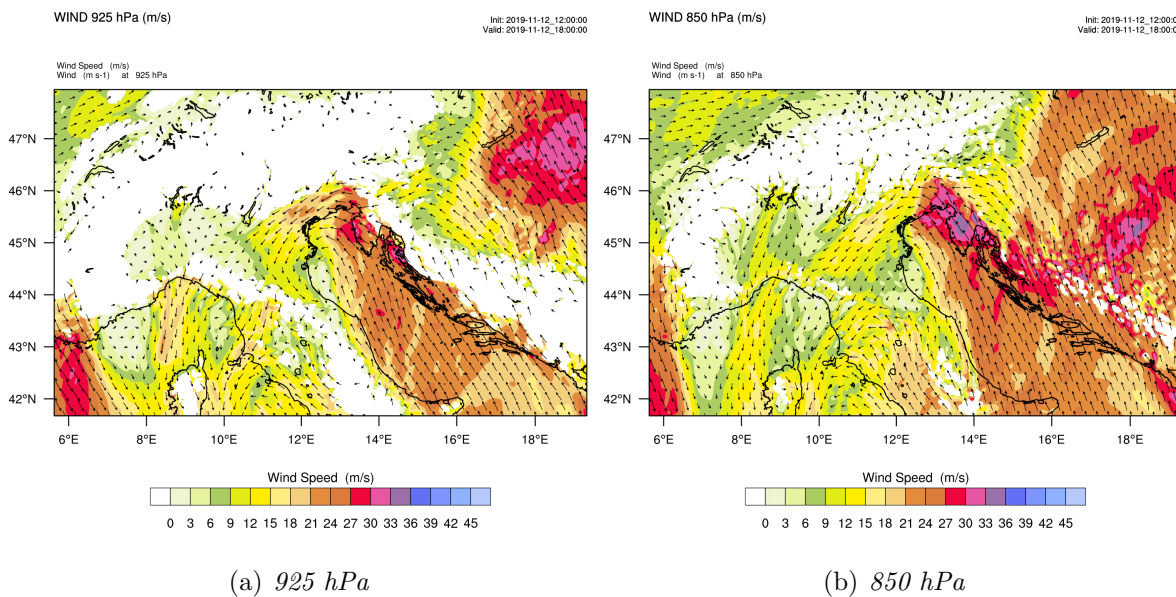 WIND 925 hPa (m/s)
Init: 2019-11-12_12:00:00
Valid: 2019-11-12_18:00:00
Wind Speed (m/s)
Wind (m s-1) at 925 hPa
47°N
46°N
45°N
44°N
43°N
42°N
6°E 8°E 10°E 12°E 14°E 16°E 18°E
Wind Speed (m/s)
0 3 6 9 12 15 18 21 24 27 30 33 36 39 42 45
(a) 925 hPa
WIND 850 hPa (m/s)
Init: 2019-11-12_12:00:0
Valid: 2019-11-12_18:00:0
Wind Speed (m/s)
Wind (m s-1) at 850 hPa
47°N
46°N
45°N
44°N
43°N
42°N
6°E 8°E 10°E 12°E 14°E 16°E 18°E
Wind Speed (m/s)
0 3 6 9 12 15 18 21 24 27 30 33 36 39 42 45
(b) 850 hPa